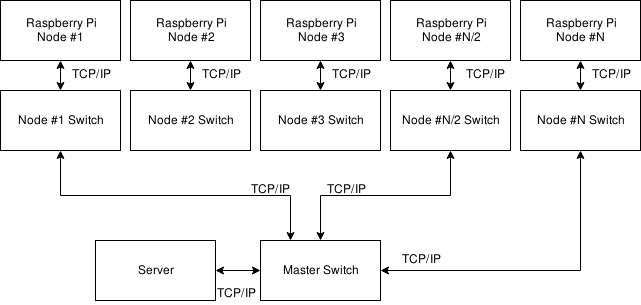 Raspberry Pi
Node #1
Raspberry Pi
Node #2
Raspberry Pi
Node #3
Raspberry Pi
Node #N/2
Raspberry Pi
Node #N
TCP/IP
TCP/IP
TCP/IP
TCP/IP
TCP/IP
Node #1 Switch
Node #2 Switch
Node #3 Switch
Node #N/2 Switch
Node #N Switch
TCP/IP
TCP/IP
TCP/IP
Server
Master Switch
TCP/IP